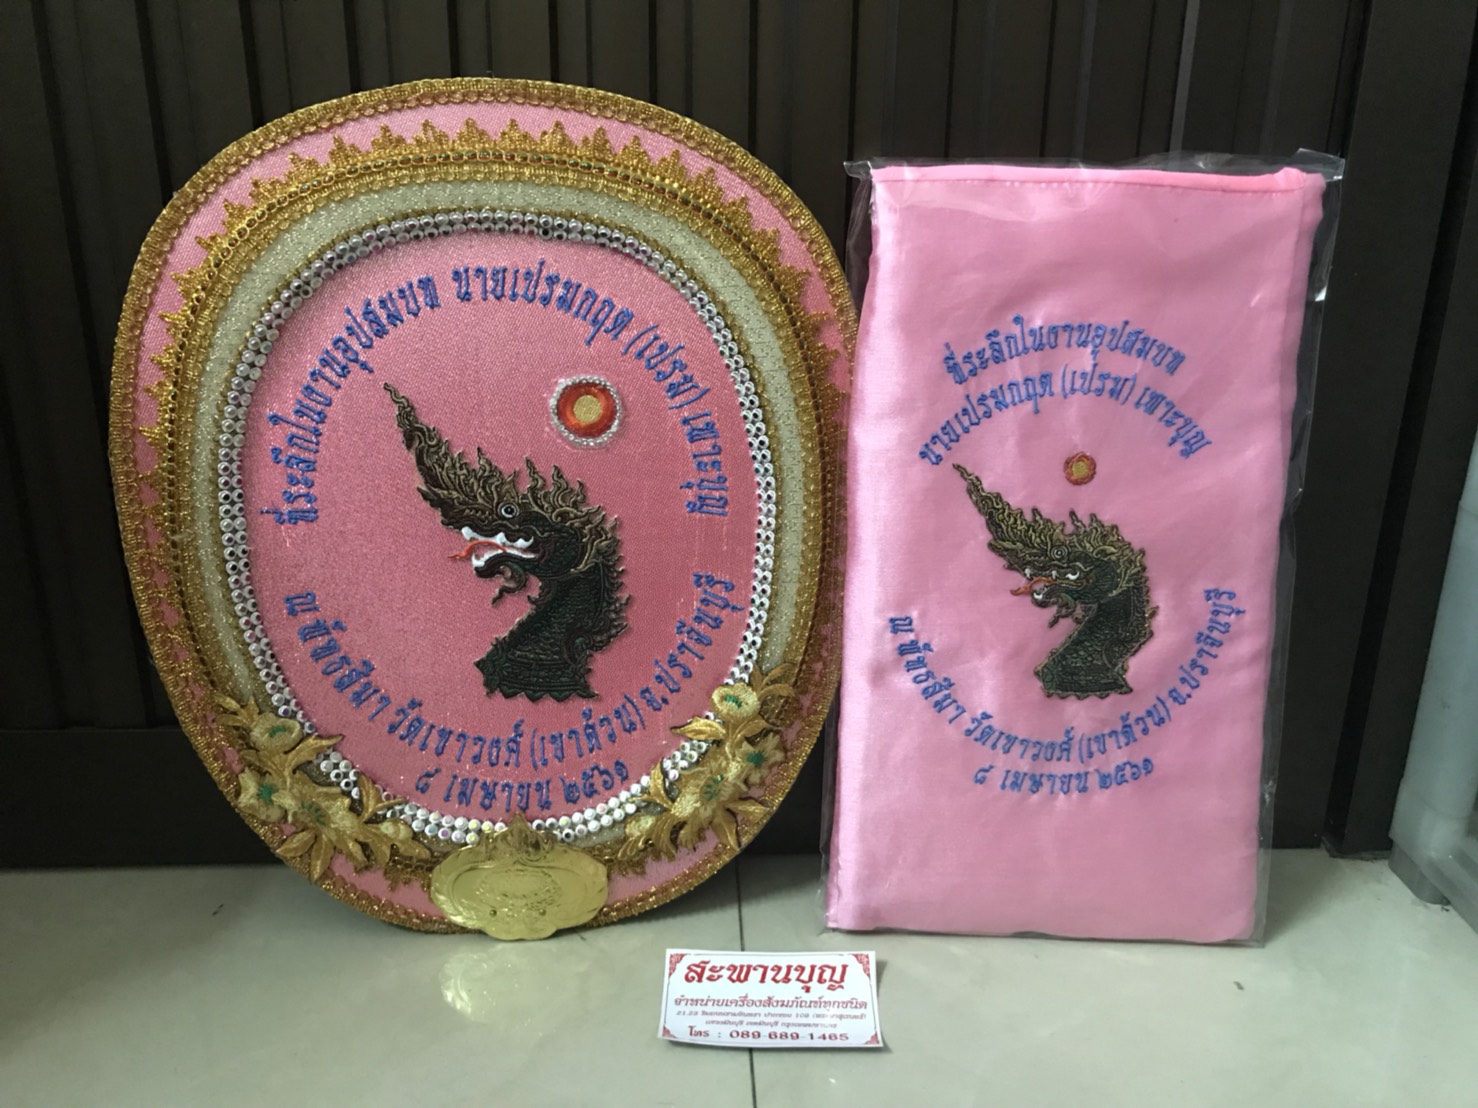 ที่ระลึกในงานอุปสมบท นายเปรมกฤต (เปรม) เพาะบุญ
ณ พัทธสีมา วัดเขาวงศ์ (เขาด้วน) จ.ปราจีนบุรี
๘ เมษายน ๒๕๖๑
ที่ระลึกในงานอุปสมบท
นายเปรมกฤต (เปรม) เพาะบุญ
ณ พัทธสีมา วัดเขาวงศ์ (เขาด้วน) จ.ปราจีนบุรี
๘ เมษายน ๒๕๖๑
สะพานบุญ
จำหน่ายเครื่องสังฆภัณฑ์ทุกชนิด
โทร : 089-689-1465